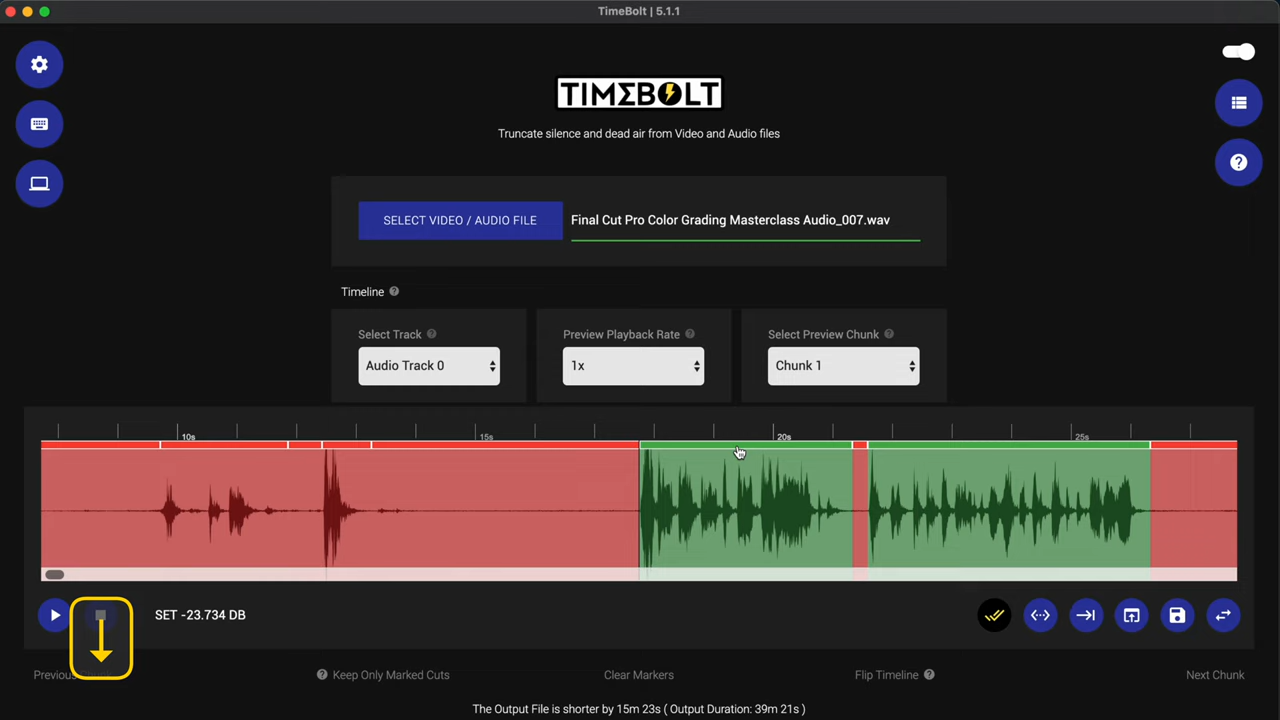 TimeBolt | 5.1.1
TIMEBOLT
Truncate silence and dead air from Video and Audio files
SELECT VIDEO / AUDIO FILE
Final Cut Pro Color Grading Masterclass Audio_007.wav
Timeline
Select Track
Preview Playback Rate
Select Preview Chunk
Audio Track 0
1x
Chunk 1
10s
15s
20s
25s
SET -23.734 DB
Previous
Keep Only Marked Cuts
Clear Markers
Flip Timeline
Next Chunk
The Output File is shorter by 15m 23s ( Output Duration: 39m 21s )